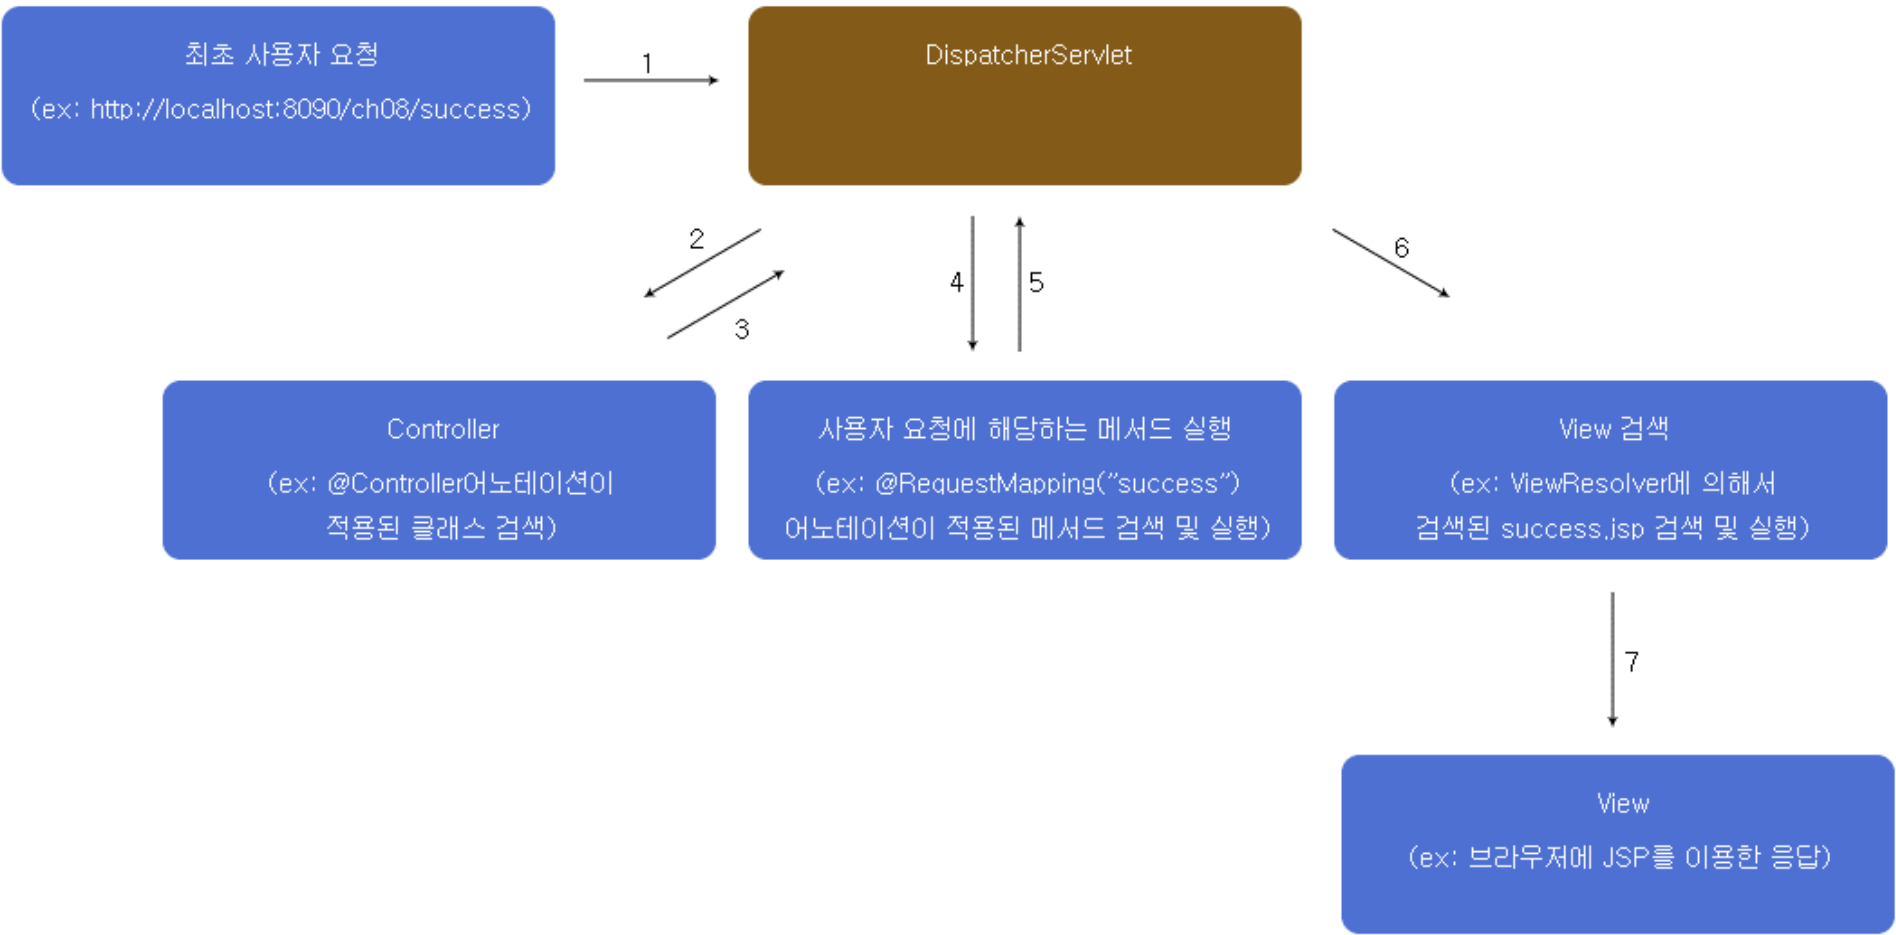 최초 사용자 요청
(ex: http://localhost:8090/ch08/success)
1
DispatcherServlet
2
3
4
5
6
Controller
(ex: @Controller어노테이션이
적용된 클래스 검색)
사용자 요청에 해당하는 메서드 실행
(ex: @RequestMapping("success")
어노테이션이 적용된 메서드 검색 및 실행)
View 검색
(ex: ViewResolver에 의해서
검색된 success.jsp 검색 및 실행)
7
View
(ex: 브라우저에 JSP를 이용한 응답)